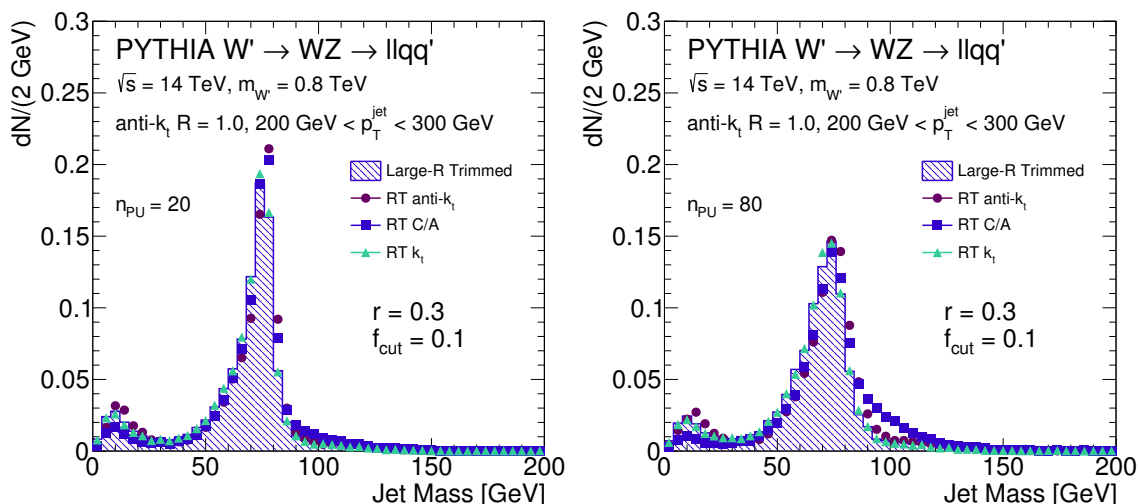 0.3
0.25
0.2
0.15
0.1
0.05
0
dN/(2 GeV)
PYTHIA W' → WZ → llqq'
√s = 14 TeV, m_W' = 0.8 TeV
anti-k_t R = 1.0, 200 GeV < p_T^jet < 300 GeV
n_PU = 20
Large-R Trimmed
RT anti-k_t
RT C/A
RT k_t
r = 0.3
f_cut = 0.1
0 50 100 150 200
Jet Mass [GeV]
0.3
0.25
0.2
0.15
0.1
0.05
0
dN/(2 GeV)
PYTHIA W' → WZ → llqq'
√s = 14 TeV, m_W' = 0.8 TeV
anti-k_t R = 1.0, 200 GeV < p_T^jet < 300 GeV
n_PU = 80
Large-R Trimmed
RT anti-k_t
RT C/A
RT k_t
r = 0.3
f_cut = 0.1
0 50 100 150 200
Jet Mass [GeV]